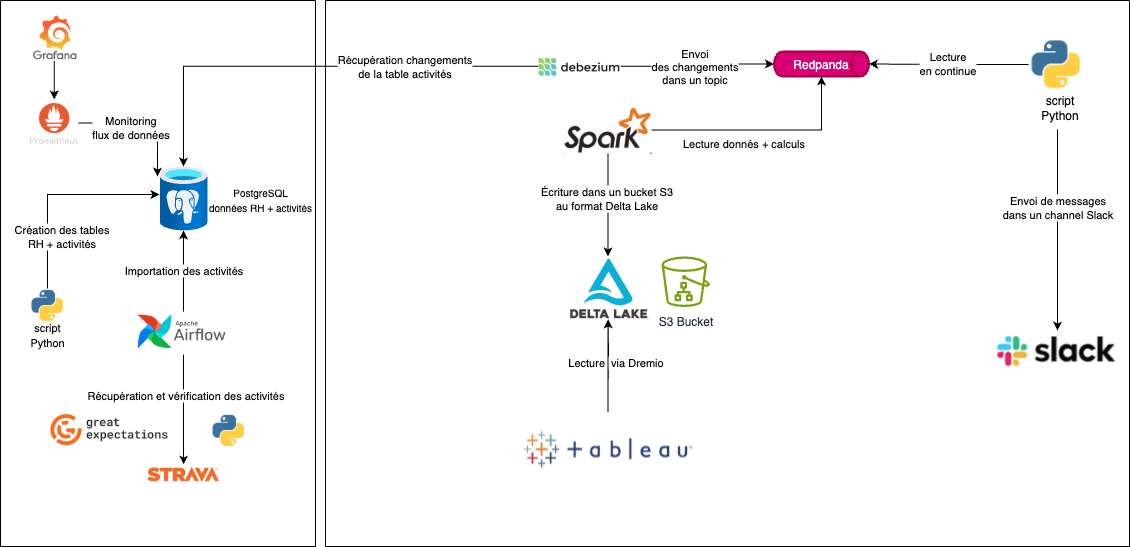 Grafana
Prometheus
Monitoring
flux de données
PostgreSQL
données RH + activités
Création des tables
RH + activités
script
Python
Importation des activités
Apache
Airflow
Récupération et vérification des activités
great
expectations
STRAVA
Récupération changements
de la table activités
debezium
Envoi
des changements
dans un topic
Redpanda
Lecture
en continue
script
Python
Spark
Lecture donnés + calculs
Écriture dans un bucket S3
au format Delta Lake
DELTA LAKE
S3 Bucket
Lecture via Dremio
+ a b l e a u
Envoi de messages
dans un channel Slack
slack